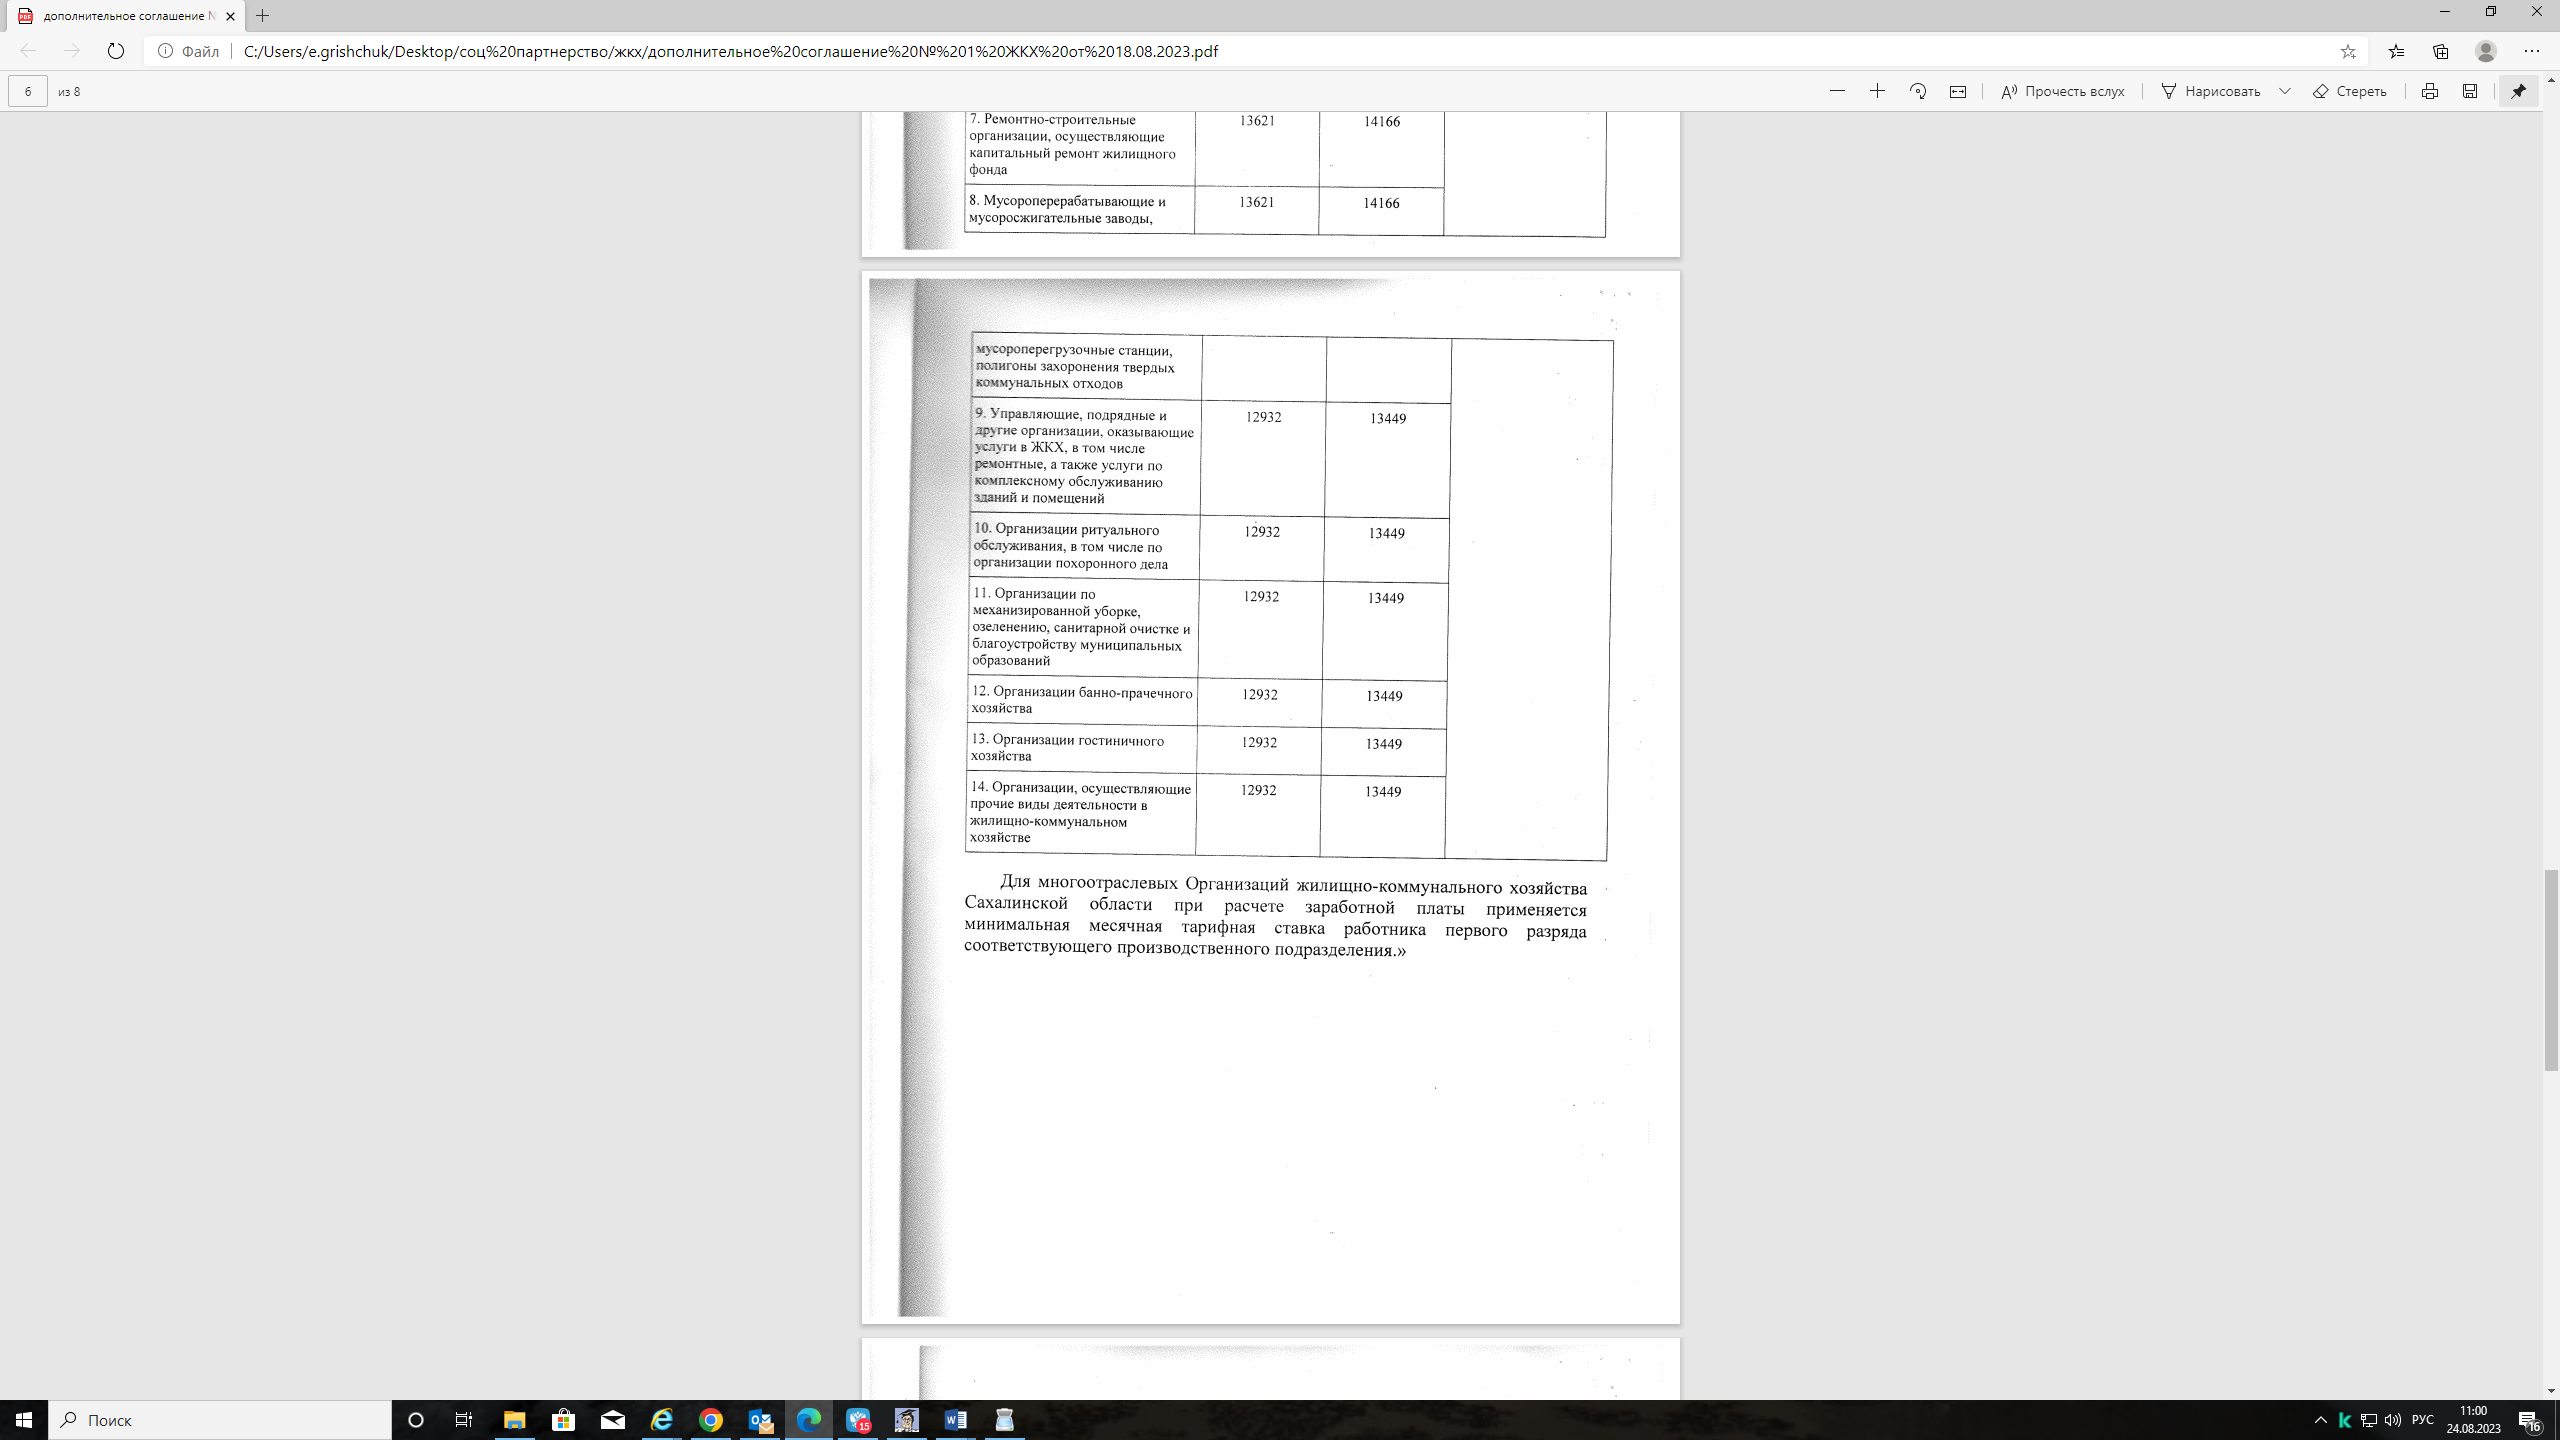 дополнительное соглашение №
Файл
C:/Users/e.grishchuk/Desktop/соц%20партнерство/жкх/дополнительное%20соглашение%20№%201%20ЖКХ%20от%2018.08.2023.pdf
6 из 8
Прочесть вслух
Нарисовать
Стереть
7. Ремонтно-строительные 13621 14166
организации, осуществляющие
капитальный ремонт жилищного
фонда
8. Мусороперерабатывающие и 13621 14166
мусоросжигательные заводы,
мусороперегрузочные станции,
полигоны захоронения твердых
коммунальных отходов
9. Управляющие, подрядные и 12932 13449
другие организации, оказывающие
услуги в ЖКХ, в том числе
ремонтные, а также услуги по
комплексному обслуживанию
зданий и помещений
10. Организации ритуального 12932 13449
обслуживания, в том числе по
организации похоронного дела
11. Организации по 12932 13449
механизированной уборке,
озеленению, санитарной очистке и
благоустройству муниципальных
образований
12. Организации банно-прачечного 12932 13449
хозяйства
13. Организации гостиничного 12932 13449
хозяйства
14. Организации, осуществляющие 12932 13449
прочие виды деятельности в
жилищно-коммунальном
хозяйстве
Для многоотраслевых Организаций жилищно-коммунального хозяйства
Сахалинской области при расчете заработной платы применяется
минимальная месячная тарифная ставка работника первого разряда
соответствующего производственного подразделения.»
Поиск
15
РУС
11:00
24.08.2023
16